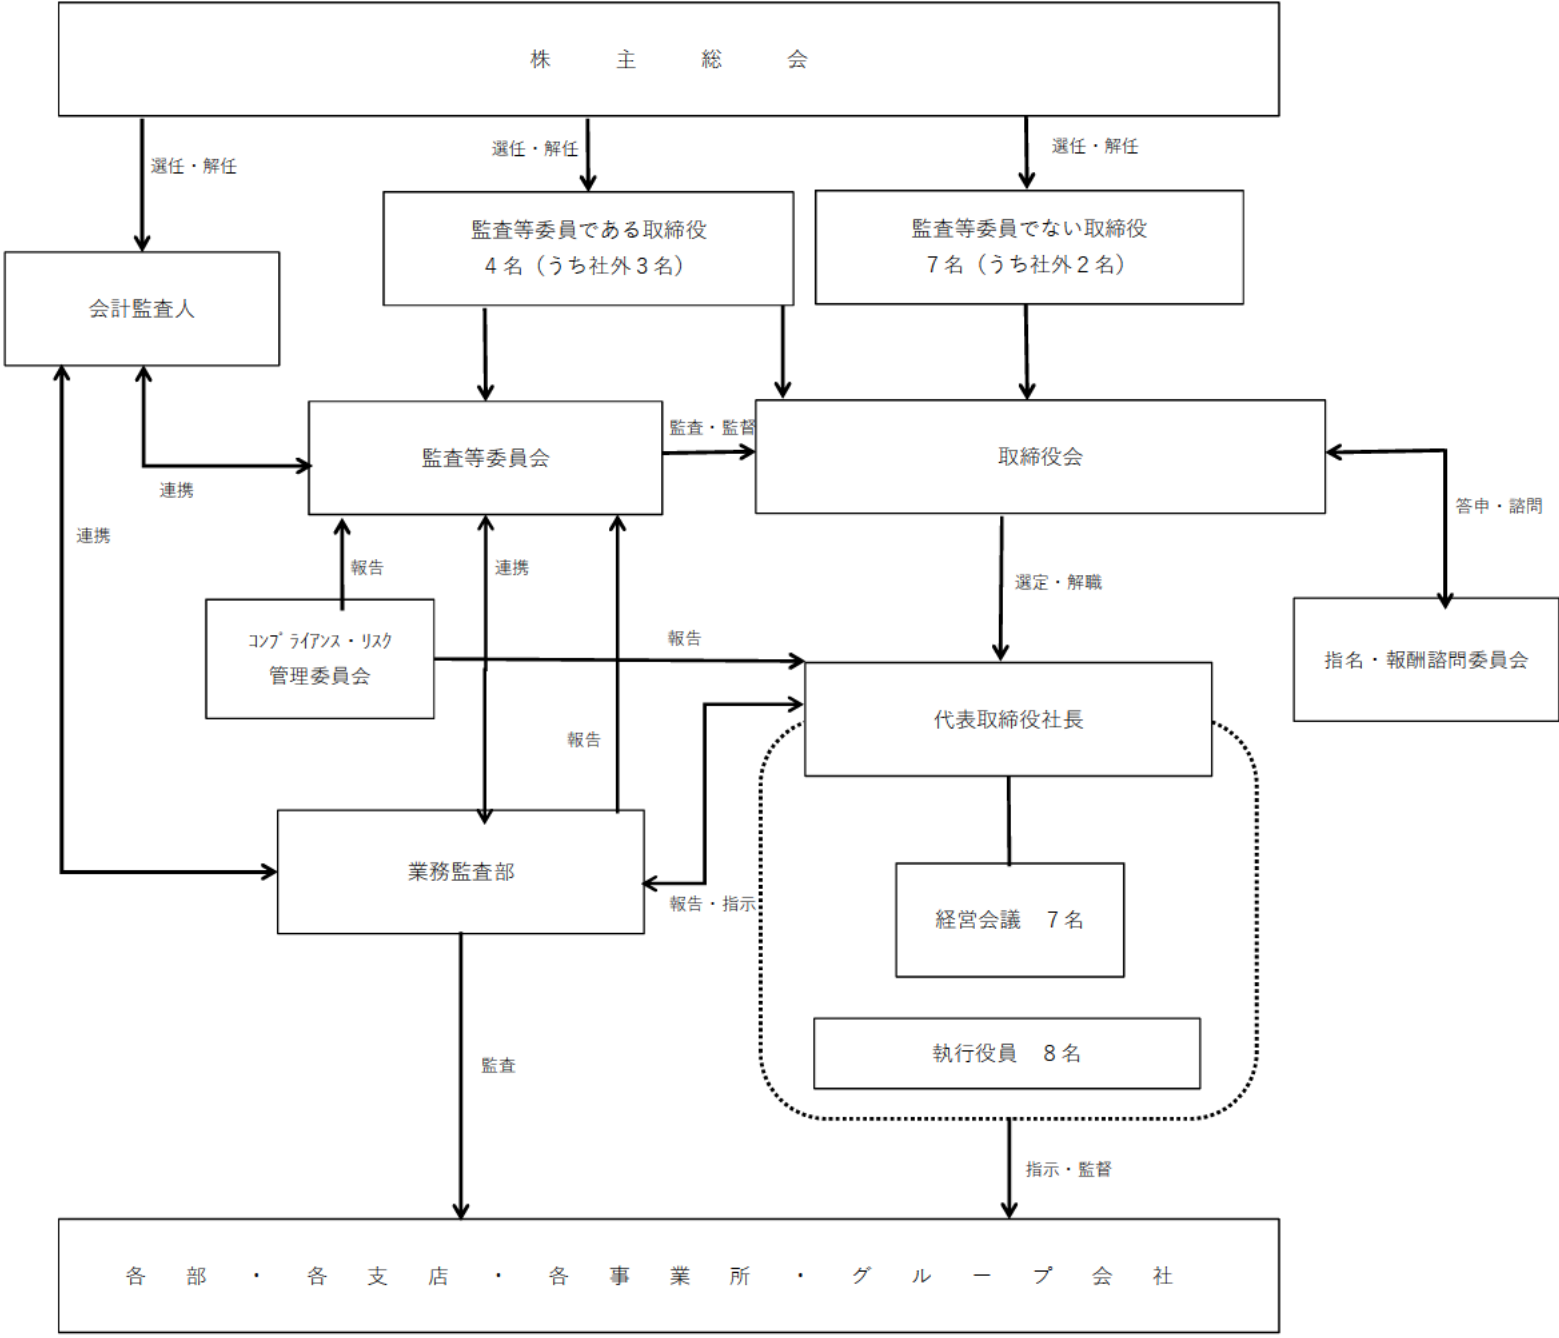 株主総会
選任・解任
選任・解任
選任・解任
監査等委員である取締役
4名（うち社外3名）
監査等委員でない取締役
7名（うち社外2名）
会計監査人
監査等委員会
監査・監督
取締役会
連携
連携
答申・諮問
報告
連携
選定・解職
コンプライアンス・リスク
管理委員会
報告
指名・報酬諮問委員会
代表取締役社長
報告
業務監査部
報告・指示
経営会議　7名
執行役員　8名
監査
指示・監督
各部・各支店・各事業所・グループ会社